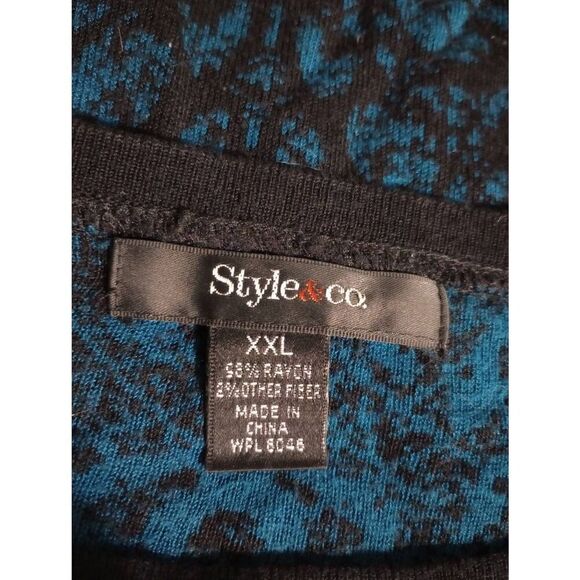 Style&co.
XXL
98% RAYON
2% OTHER FIBER
MADE IN
CHINA
WPL 8046